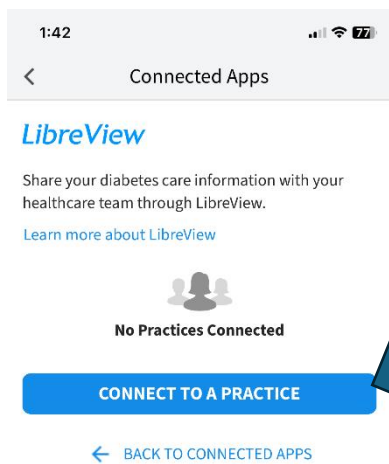 1:42 77
Connected Apps
LibreView
Share your diabetes care information with your
healthcare team through LibreView.
Learn more about LibreView
No Practices Connected
CONNECT TO A PRACTICE
BACK TO CONNECTED APPS